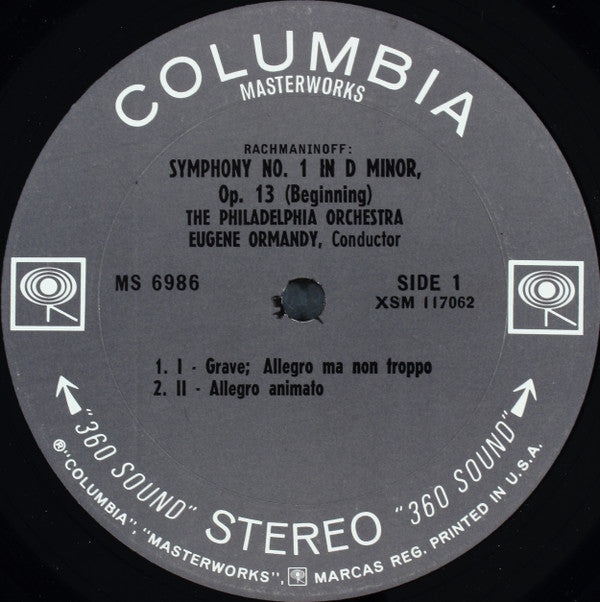 COLUMBIA
MASTERWORKS
RACHMANINOFF:
SYMPHONY NO. 1 IN D MINOR,
Op. 13 (Beginning)
THE PHILADELPHIA ORCHESTRA
EUGENE ORMANDY, Conductor
MS 6986
SIDE 1
XSM 117062
1. I - Grave; Allegro ma non troppo
2. II - Allegro animato
"360 SOUND" STEREO "360 SOUND"
® "COLUMBIA", "MASTERWORKS", MARCAS REG. PRINTED IN U.S.A.